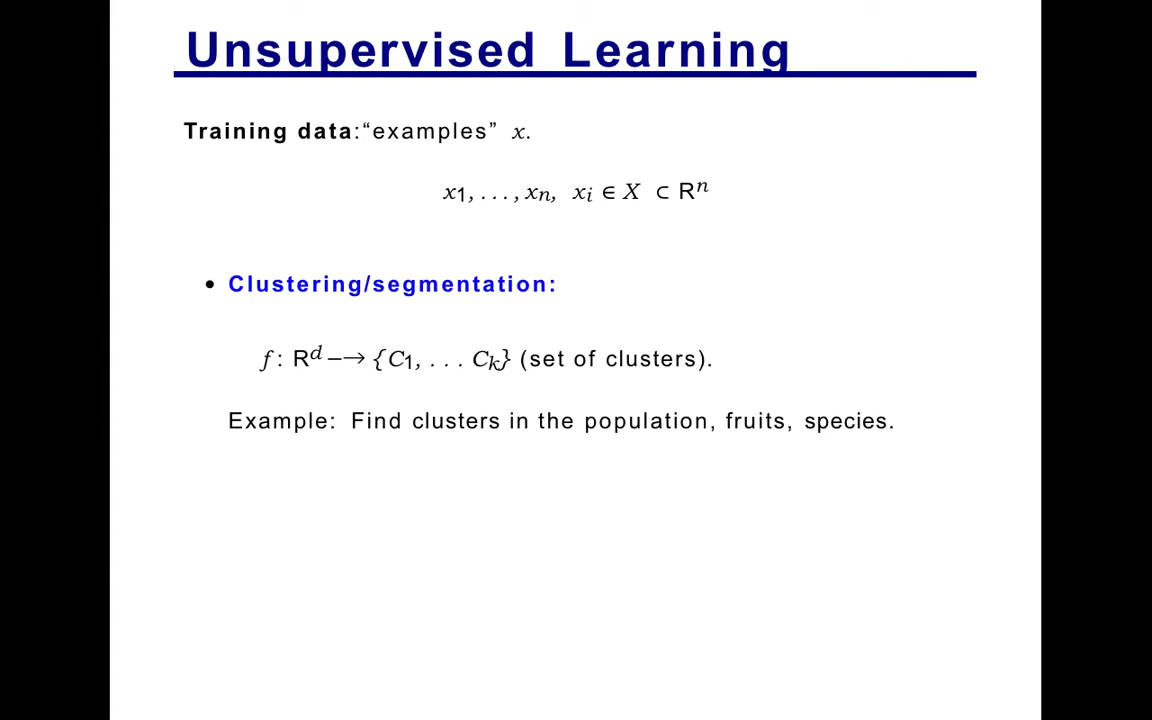 Unsupervised Learning
Training data:“examples” x.
x1, . . . , xn, xi ∈ X ⊂ Rⁿ
• Clustering/segmentation:
f : Rᵈ −→ {C1, . . . Ck} (set of clusters).
Example: Find clusters in the population, fruits, species.